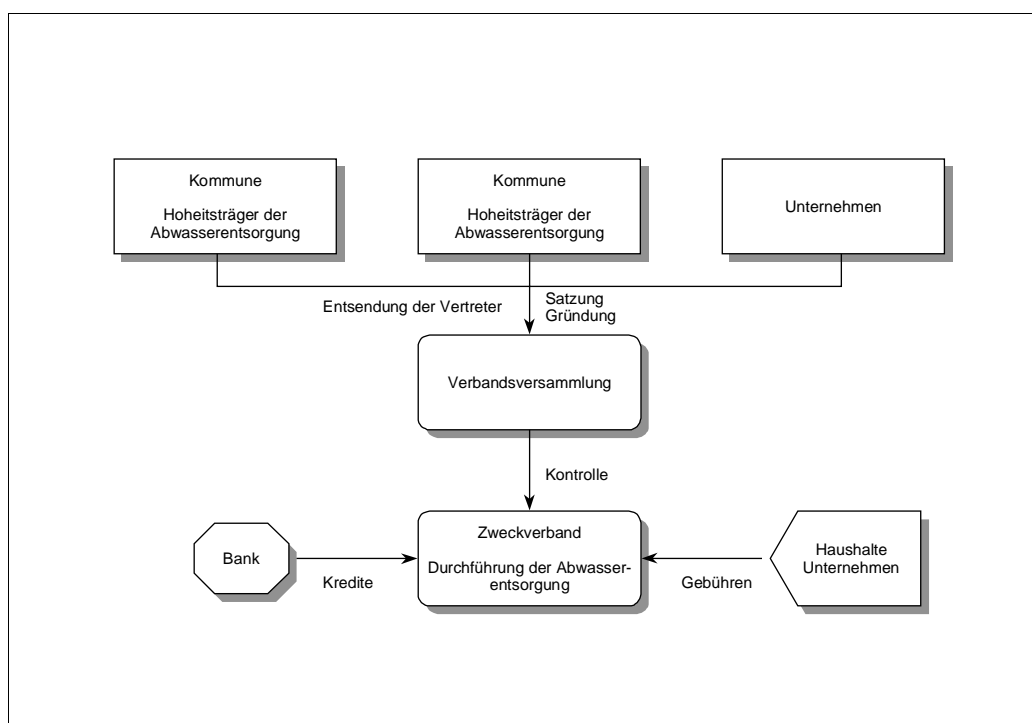 Kommune
Hoheitsträger der
Abwasserentsorgung
Kommune
Hoheitsträger der
Abwasserentsorgung
Unternehmen
Entsendung der Vertreter
Satzung
Gründung
Verbandsversammlung
Kontrolle
Bank
Kredite
Zweckverband
Durchführung der Abwasser-
entsorgung
Gebühren
Haushalte
Unternehmen